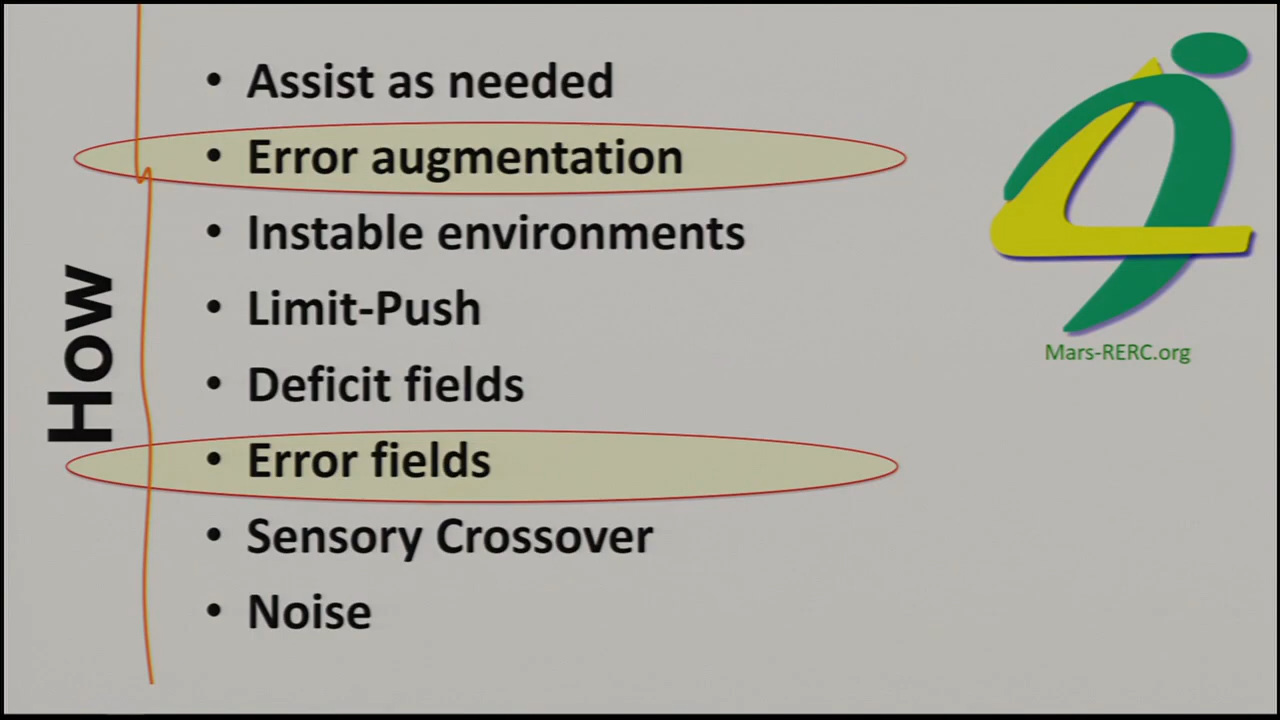 How
• Assist as needed
• Error augmentation
• Instable environments
• Limit-Push
• Deficit fields
• Error fields
• Sensory Crossover
• Noise
Mars-RERC.org